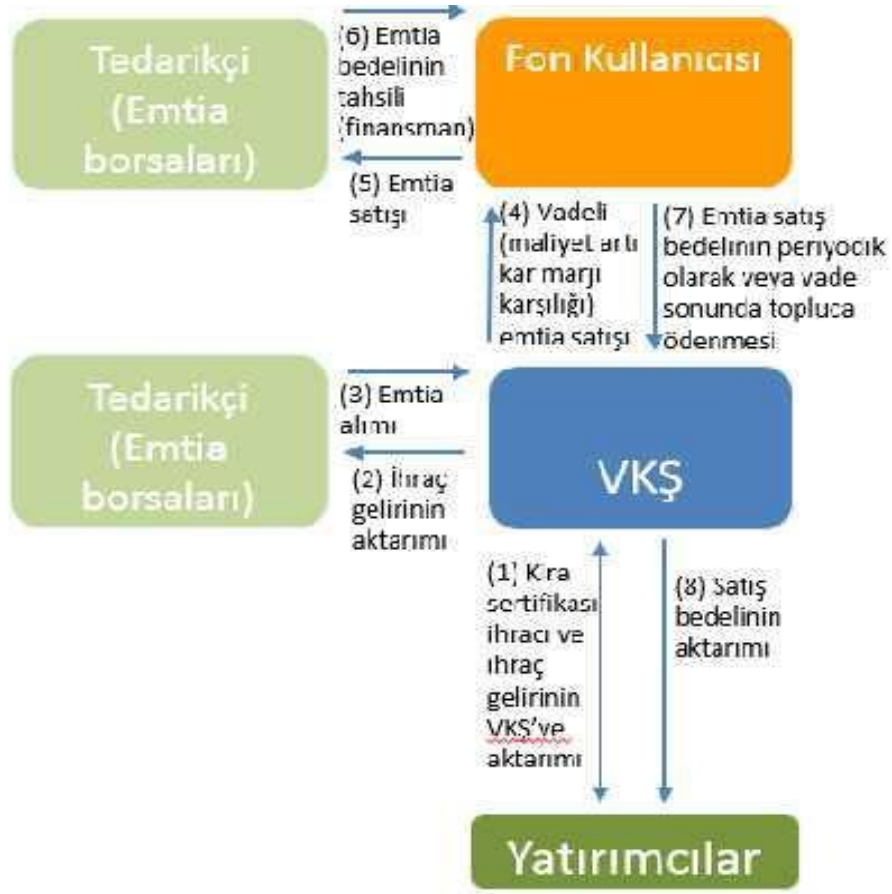 Tedarikçi
(Emtia
borsaları)
(6) Emtia
bedelinin
tahsili
(finansman)
Fon Kullanıcısı
(5) Emtia
satışı
(4) Vadeli
(maliyet artı
kar marjı
karşılığı)
emtia satışı
(7) Emtia satış
bedelinin periyodik
olarak veya vade
sonunda topluca
ödenmesi
Tedarikçi
(Emtia
borsaları)
(3) Emtia
alımı
(2) İhraç
gelirinin
aktarımı
VKŞ
(1) Kira
sertifikası
ihracı ve
ihraç
gelirinin
VKŞ'ye
aktarımı
(8) Satış
bedelinin
aktarımı
Yatırımcılar